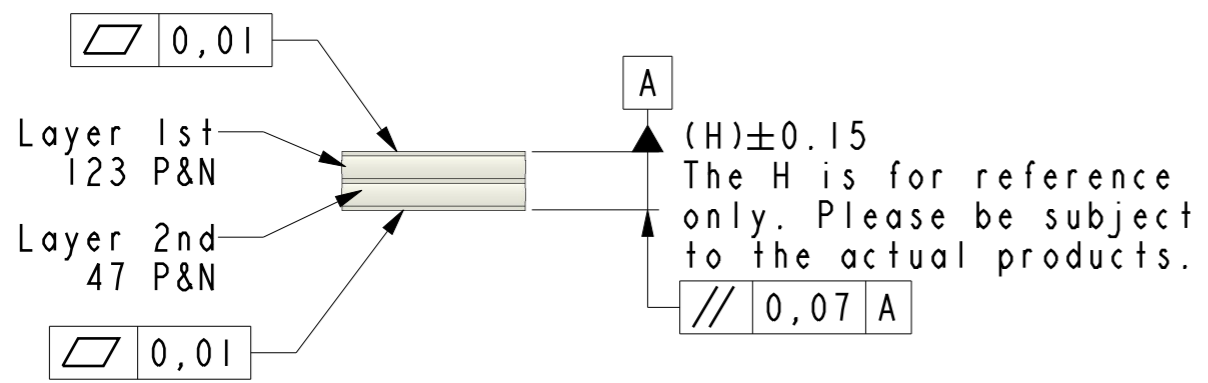 0,01
A
Layer 1st
123 P&N
(H)±0.15
The H is for reference
only. Please be subject
to the actual products.
Layer 2nd
47 P&N
// 0,07 A
0,01